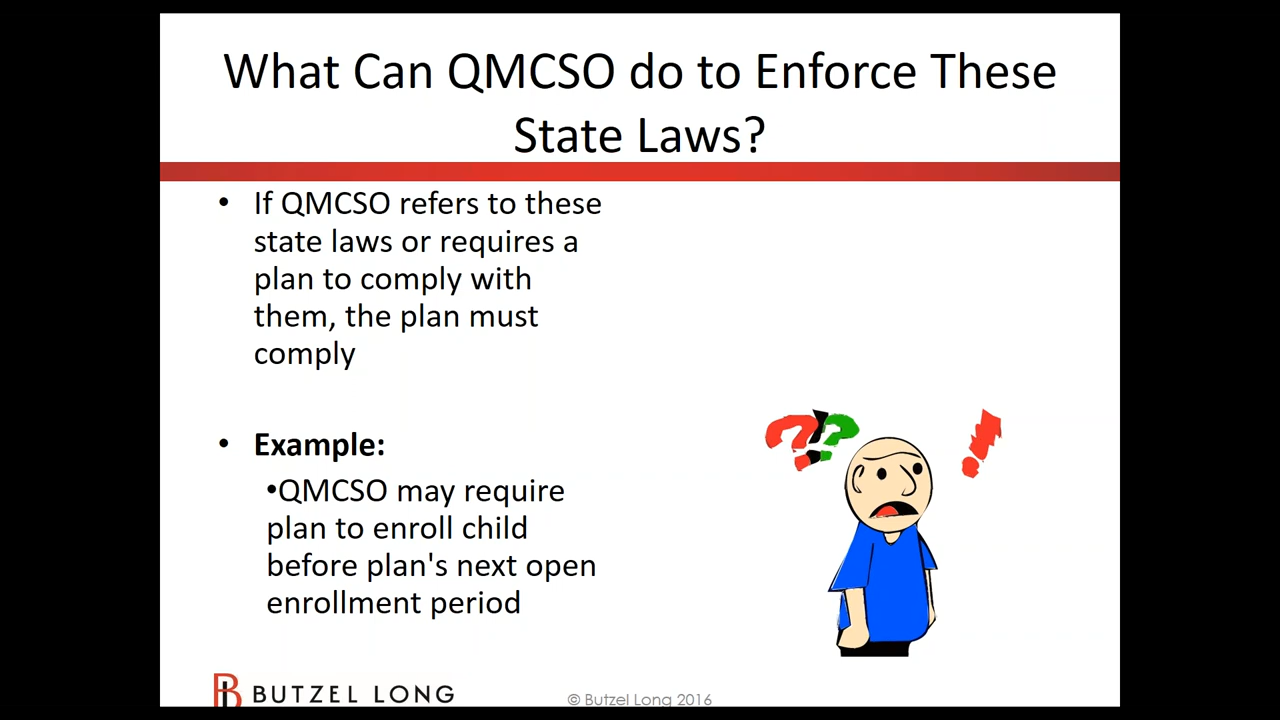 What Can QMCSO do to Enforce These
State Laws?
• If QMCSO refers to these
state laws or requires a
plan to comply with
them, the plan must
comply
• Example:
•QMCSO may require
plan to enroll child
before plan's next open
enrollment period
??
!
BUTZEL LONG
© Butzel Long 2016